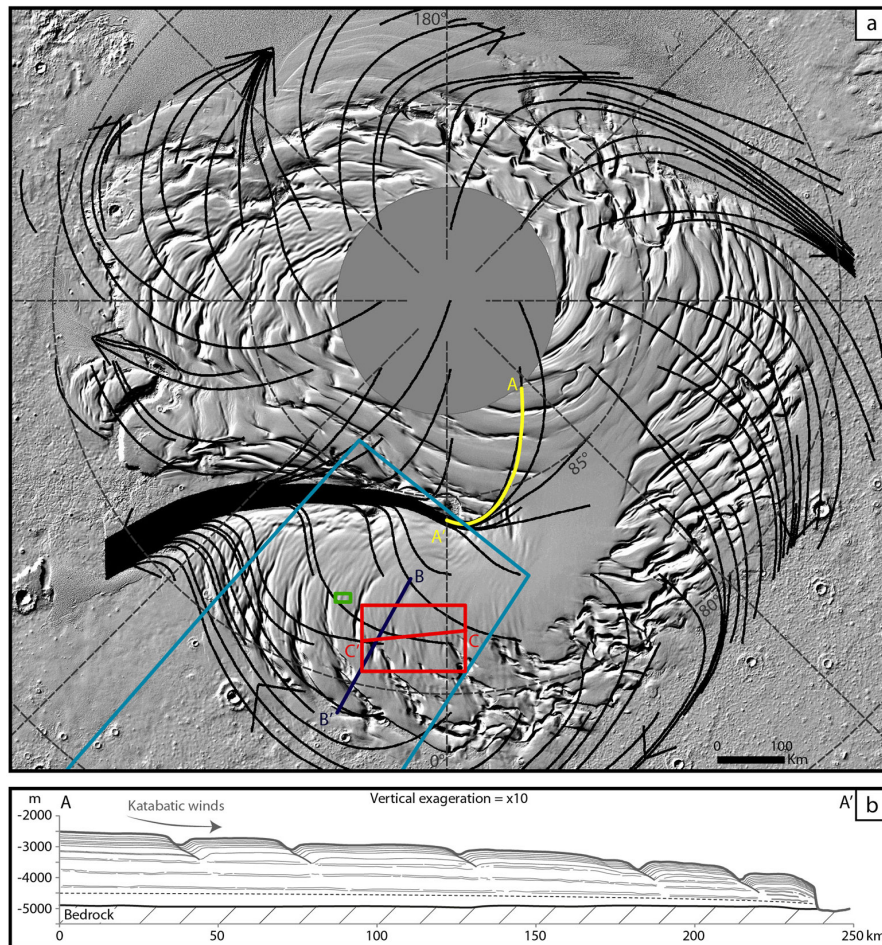 180°
a
A
85°
A
B
80°
C'
C
B'
0°
0 100
Km
m A Vertical exageration = x10 A' b
-2000
Katabatic winds
-3000
-4000
-5000
Bedrock
0 50 100 150 200 250 km